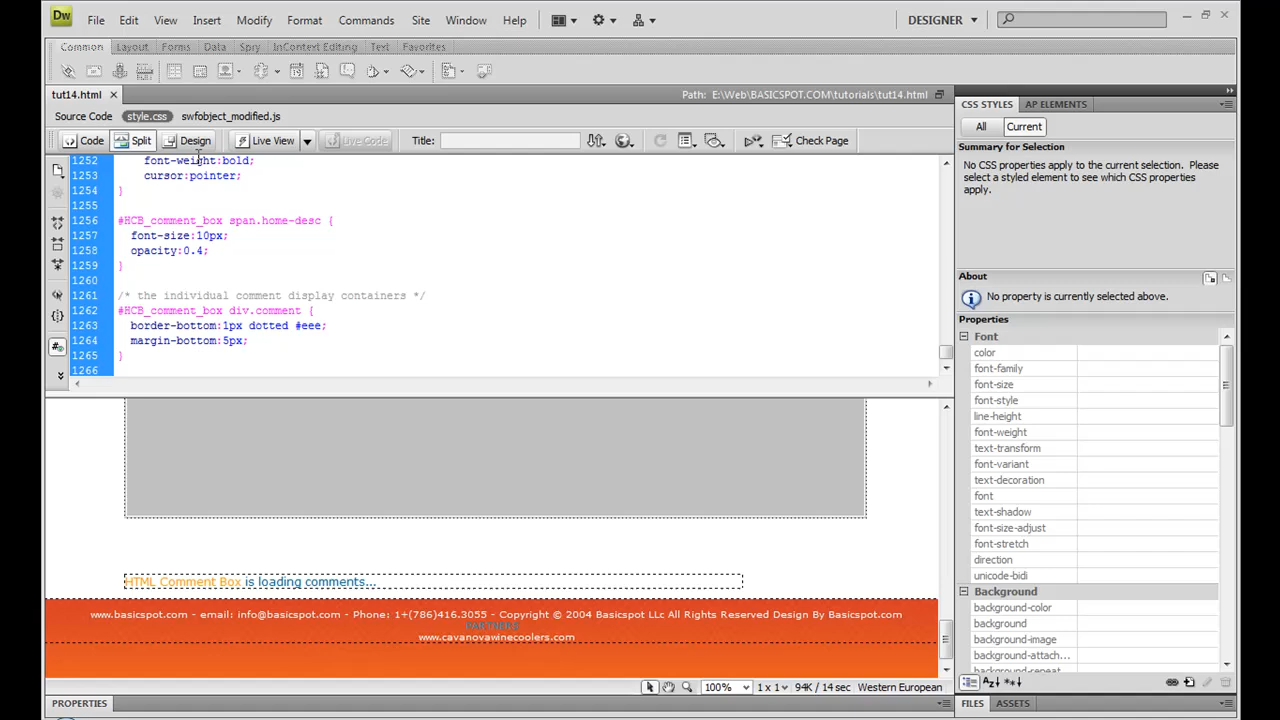 Dw File Edit View Insert Modify Format Commands Site Window Help DESIGNER
Common Layout Forms Data Spry InContext Editing Text Favorites
tut14.html Path: E:\Web\BASICSPOT.COM\tutorials\tut14.html
Source Code style.css swfobject_modified.js
Code Split Design Live View Live Code Title: Check Page
1252 font-weight:bold;
1253 cursor:pointer;
1254 }
1255
1256 #HCB_comment_box span.home-desc {
1257 font-size:10px;
1258 opacity:0.4;
1259 }
1260
1261 /* the individual comment display containers */
1262 #HCB_comment_box div.comment {
1263 border-bottom:1px dotted #eee;
1264 margin-bottom:5px;
1265 }
1266
HTML Comment Box is loading comments...
www.basicspot.com - email: info@basicspot.com - Phone: 1+(786)416.3055 - Copyright © 2004 Basicspot LLc All Rights Reserved Design By Basicspot.com
PARTNERS
www.cavanovawinecoolers.com
100% 1 x 1 94K / 14 sec Western European
PROPERTIES
CSS STYLES AP ELEMENTS
All Current
Summary for Selection
No CSS properties apply to the current selection. Please
select a styled element to see which CSS properties
apply.
About
No property is currently selected above.
Properties
Font
color
font-family
font-size
font-style
line-height
font-weight
text-transform
font-variant
text-decoration
font
text-shadow
font-size-adjust
font-stretch
direction
unicode-bidi
Background
background-color
background
background-image
background-attach...
background-repeat
FILES ASSETS